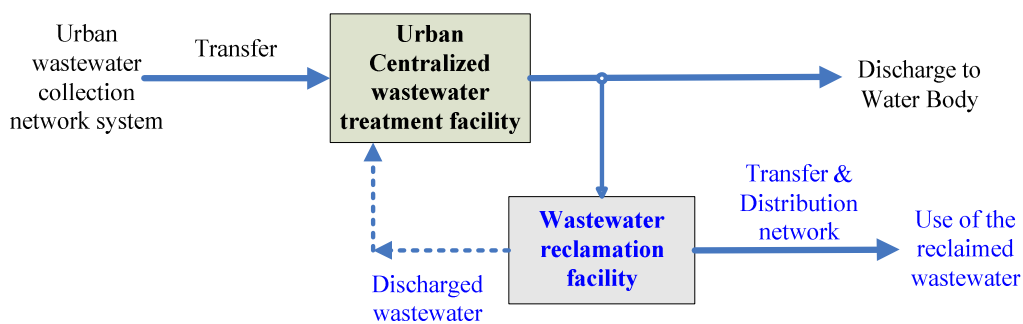 Urban
wastewater
collection
network system
Transfer
Urban
Centralized
wastewater
treatment facility
Discharge to
Water Body
Wastewater
reclamation
facility
Transfer &
Distribution
network
Use of the
reclaimed
wastewater
Discharged
wastewater